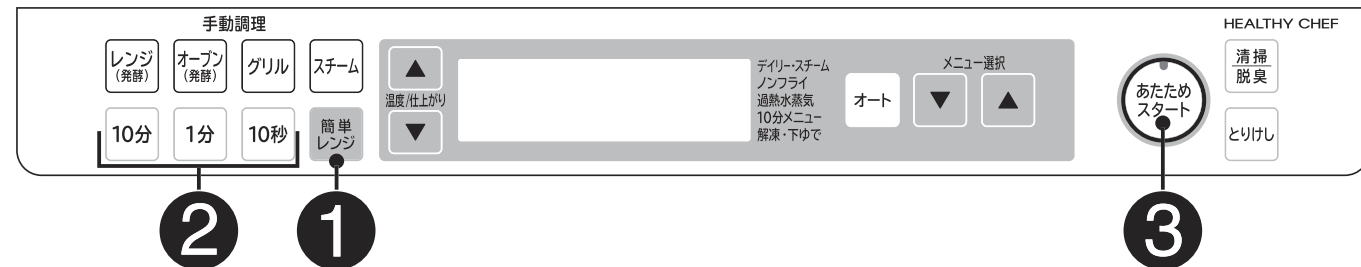 手動調理
HEALTHY CHEF
レンジ
(発酵)
オーブン
(発酵)
グリル
スチーム
10分
1分
10秒
簡単
レンジ
▲
温度/仕上がり
▼
デイリー・スチーム
ノンフライ
過熱水蒸気
10分メニュー
解凍・下ゆで
オート
メニュー選択
▼
▲
あたため
スタート
清掃
脱臭
とりけし
2
1
3